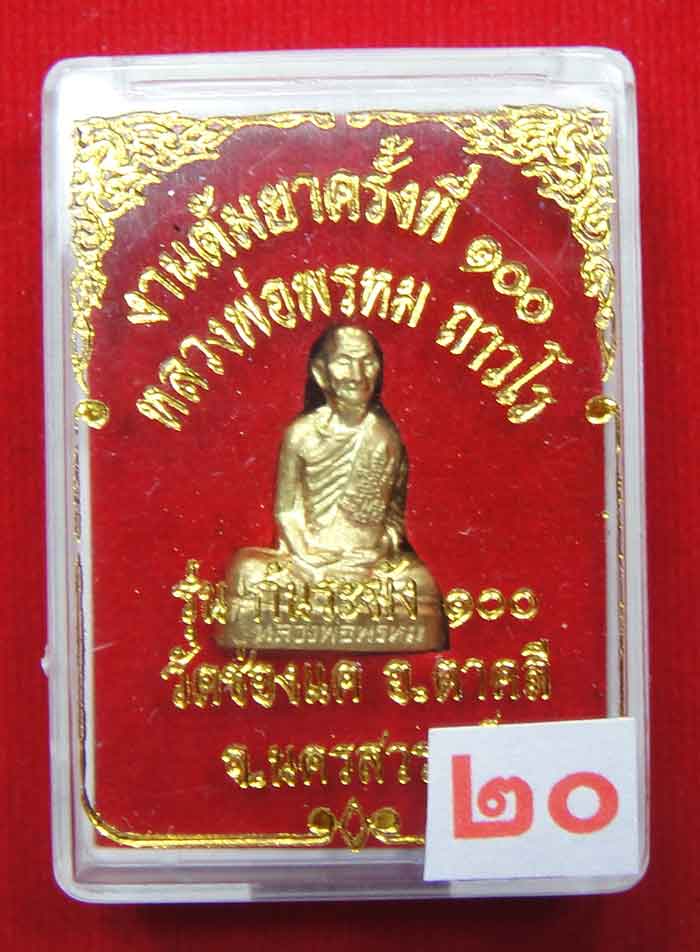 งานต้มยาครั้งที่ ๑๐๐
หลวงพ่อพรหม ถาวโร
รุ่น ก้นระฆัง ๑๐๐
หลวงพ่อพรหม
วัดช่องแค อ.ตาคลี
จ.นครสวรร
๒๐